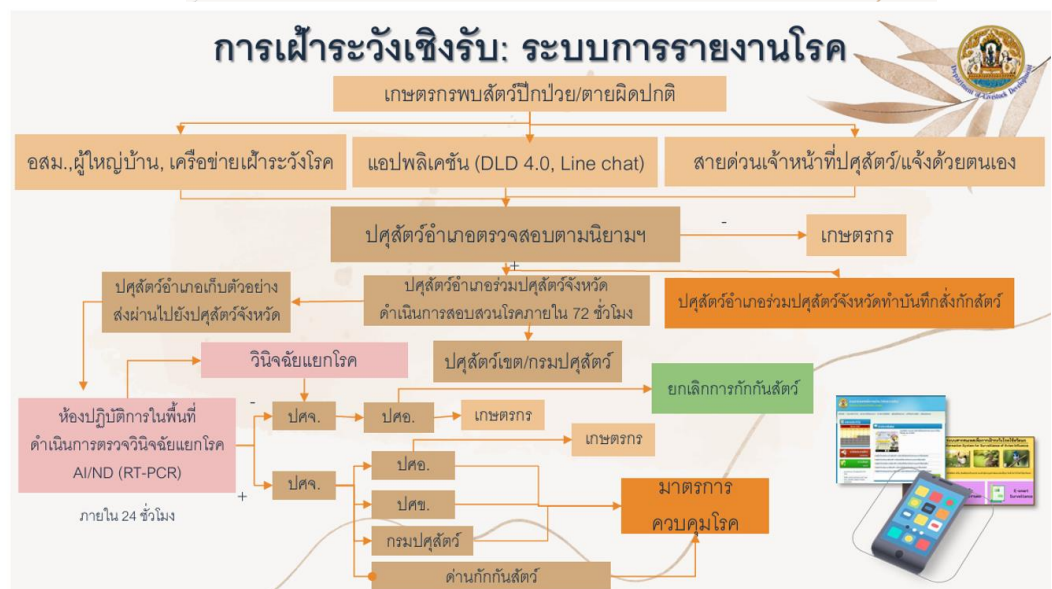 การเฝ้าระวังเชิงรับ: ระบบการรายงานโรค
Department of Livestock Development
เกษตรกรพบสัตว์ปีกป่วย/ตายผิดปกติ
อสม.,ผู้ใหญ่บ้าน, เครือข่ายเฝ้าระวังโรค
แอปพลิเคชัน (DLD 4.0, Line chat)
สายด่วนเจ้าหน้าที่ปศุสัตว์/แจ้งด้วยตนเอง
ปศุสัตว์อำเภอตรวจสอบตามนิยามฯ
-
เกษตรกร
+
ปศุสัตว์อำเภอเก็บตัวอย่าง
ส่งผ่านไปยังปศุสัตว์จังหวัด
ปศุสัตว์อำเภอร่วมปศุสัตว์จังหวัด
ดำเนินการสอบสวนโรคภายใน 72 ชั่วโมง
ปศุสัตว์อำเภอร่วมปศุสัตว์จังหวัดทำบันทึกสั่งกักสัตว์
วินิจฉัยแยกโรค
ปศุสัตว์เขต/กรมปศุสัตว์
ยกเลิกการกักกันสัตว์
ห้องปฏิบัติการในพื้นที่
ดำเนินการตรวจวินิจฉัยแยกโรค
AI/ND (RT-PCR)
-
ปศจ.
ปศอ.
เกษตรกร
เกษตรกร
+
ปศจ.
ปศอ.
ปศข.
กรมปศุสัตว์
ด่านกักกันสัตว์
มาตรการ
ควบคุมโรค
ภายใน 24 ชั่วโมง